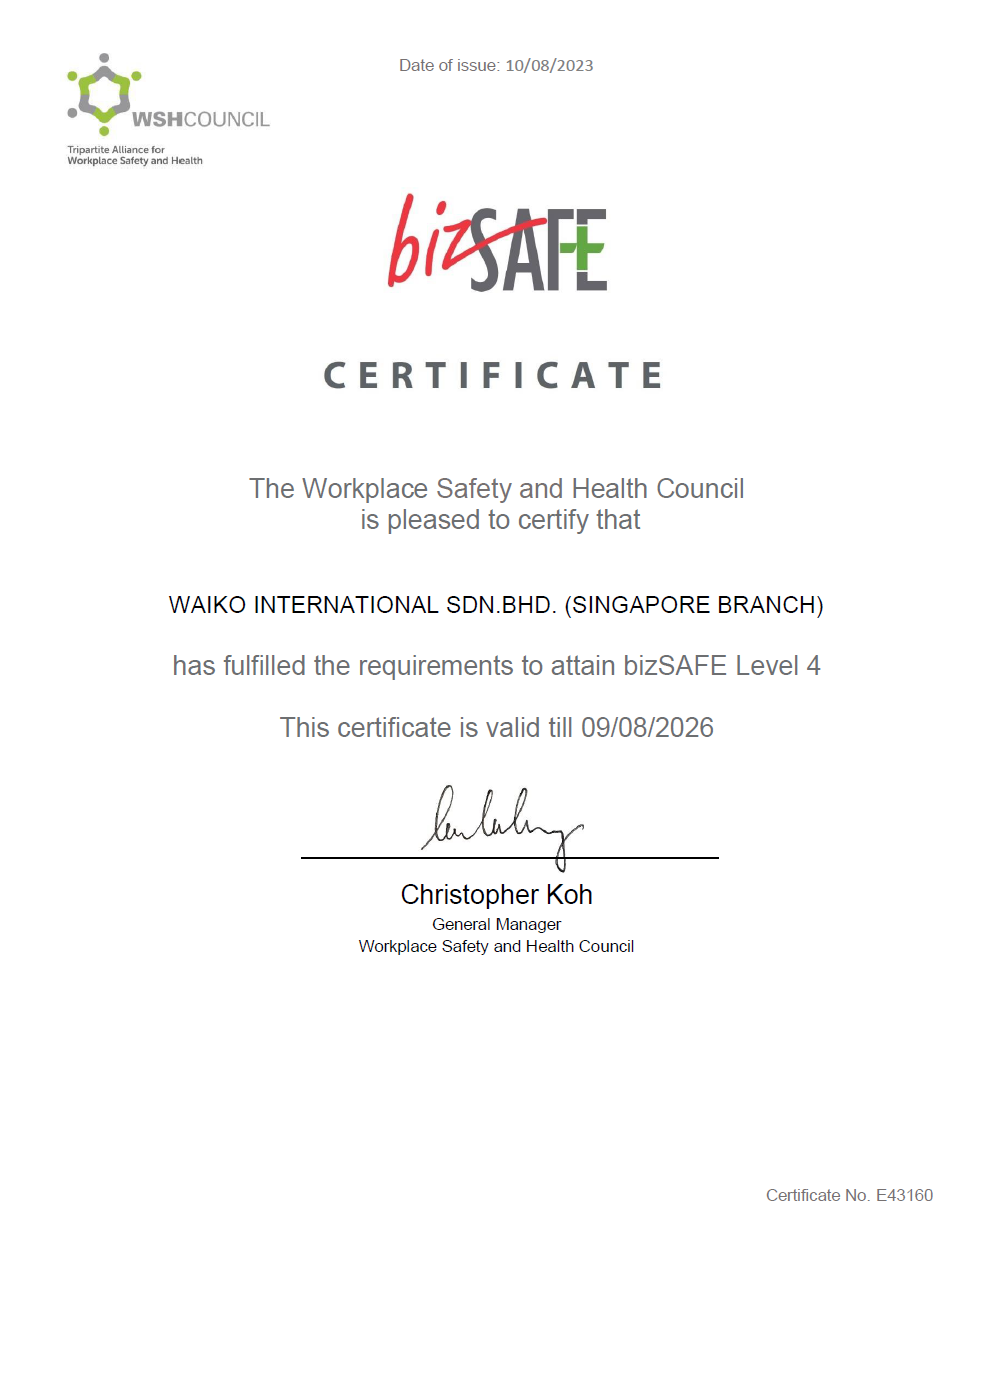 Date of issue: 10/08/2023
WSHCOUNCIL
Tripartite Alliance for
Workplace Safety and Health
bizSAFE
CERTIFICATE
The Workplace Safety and Health Council
is pleased to certify that
WAIKO INTERNATIONAL SDN.BHD. (SINGAPORE BRANCH)
has fulfilled the requirements to attain bizSAFE Level 4
This certificate is valid till 09/08/2026
Christopher Koh
General Manager
Workplace Safety and Health Council
Certificate No. E43160